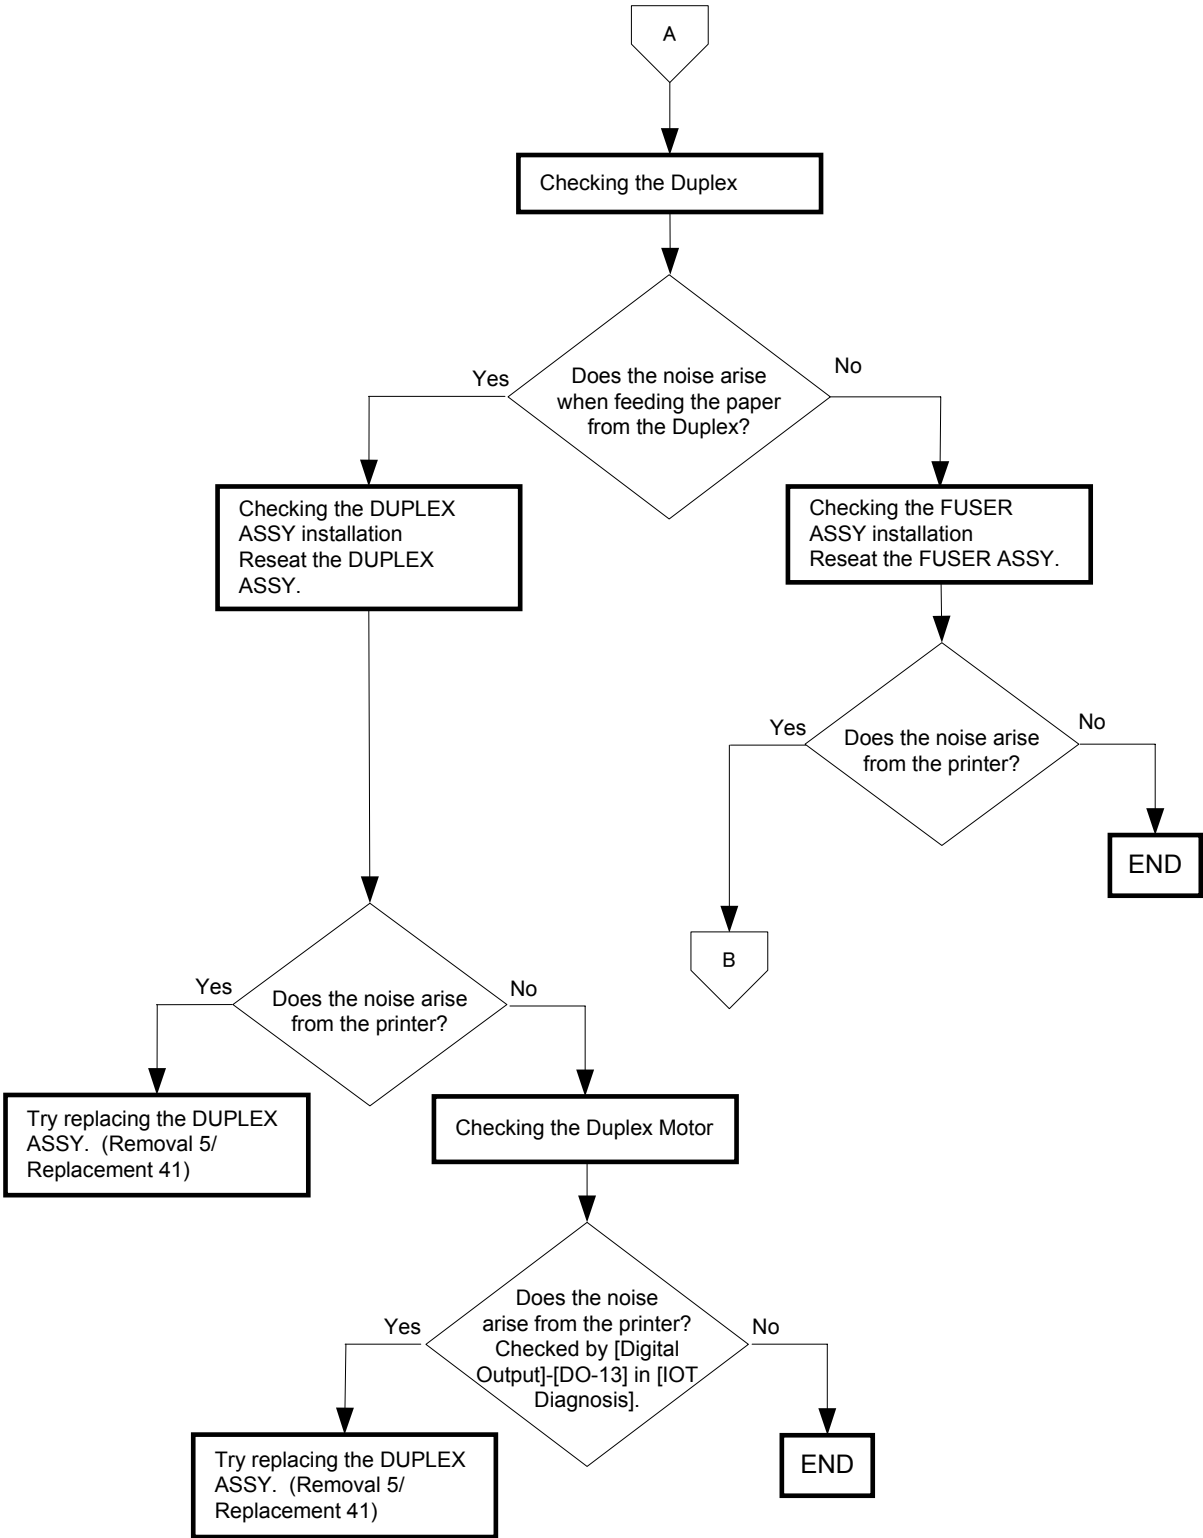 A
Checking the Duplex
Does the noise arise
when feeding the paper
from the Duplex?
Yes
No
Checking the DUPLEX
ASSY installation
Reseat the DUPLEX
ASSY.
Checking the FUSER
ASSY installation
Reseat the FUSER ASSY.
Does the noise arise
from the printer?
Yes
No
END
B
Does the noise arise
from the printer?
Yes
No
Try replacing the DUPLEX
ASSY. (Removal 5/
Replacement 41)
Checking the Duplex Motor
Does the noise
arise from the printer?
Checked by [Digital
Output]-[DO-13] in [IOT
Diagnosis].
Yes
No
Try replacing the DUPLEX
ASSY. (Removal 5/
Replacement 41)
END